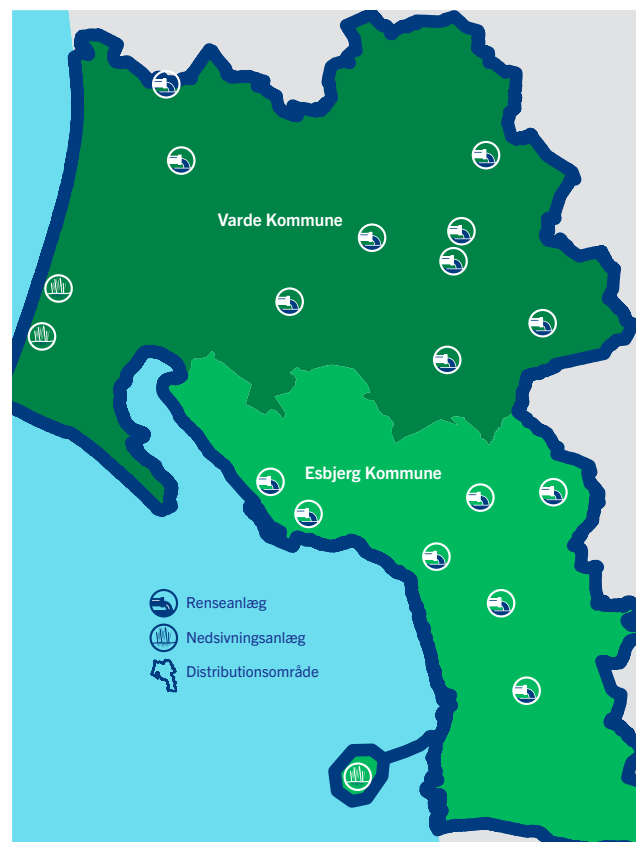 Varde Kommune
Esbjerg Kommune
Renseanlæg
Nedsivningsanlæg
Distributionsområde